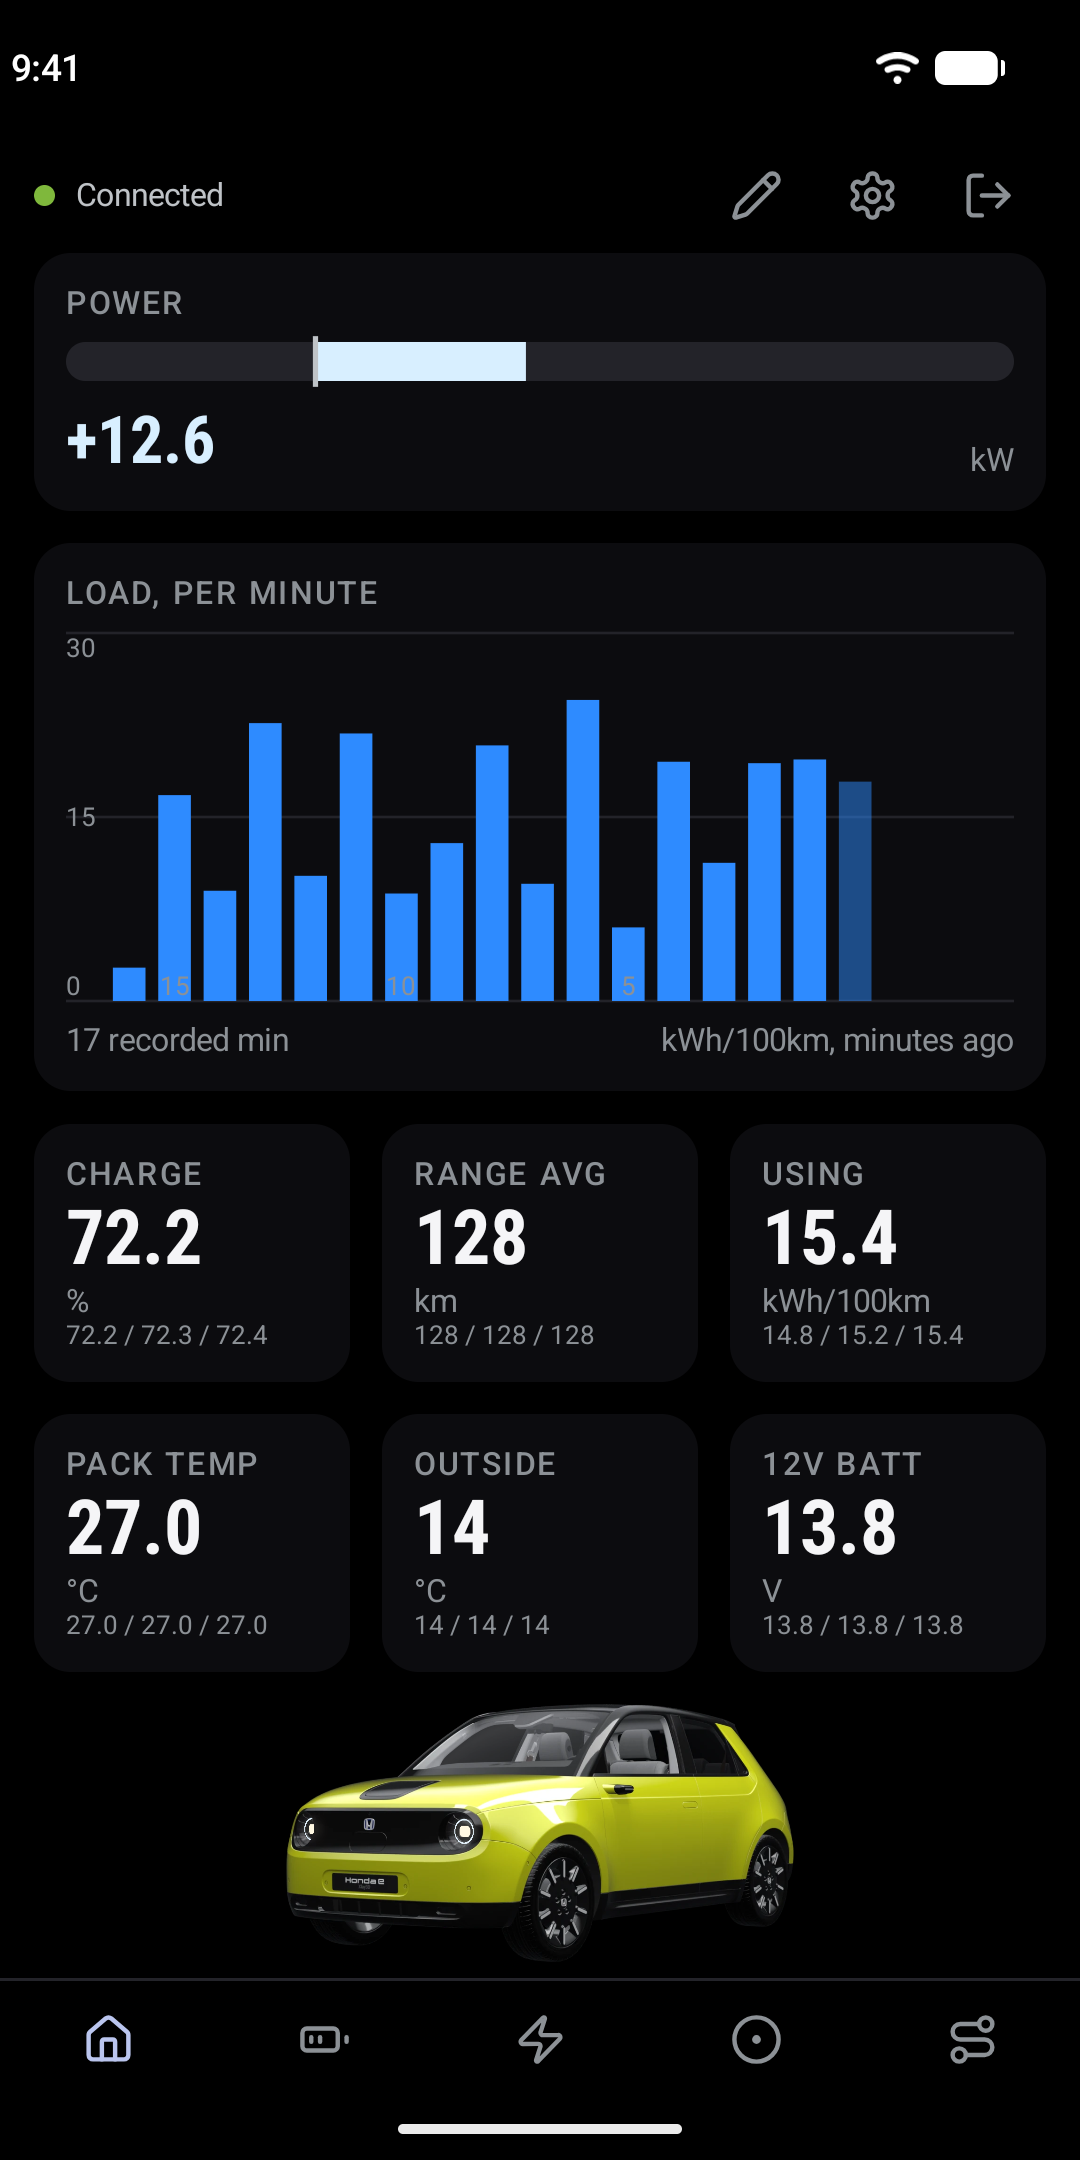 9:41
Connected
POWER
+12.6
kW
LOAD, PER MINUTE
30
15
0
15
10
5
17 recorded min
kWh/100km, minutes ago
CHARGE
72.2
%
72.2 / 72.3 / 72.4
RANGE AVG
128
km
128 / 128 / 128
USING
15.4
kWh/100km
14.8 / 15.2 / 15.4
PACK TEMP
27.0
°C
27.0 / 27.0 / 27.0
OUTSIDE
14
°C
14 / 14 / 14
12V BATT
13.8
V
13.8 / 13.8 / 13.8
Honda e